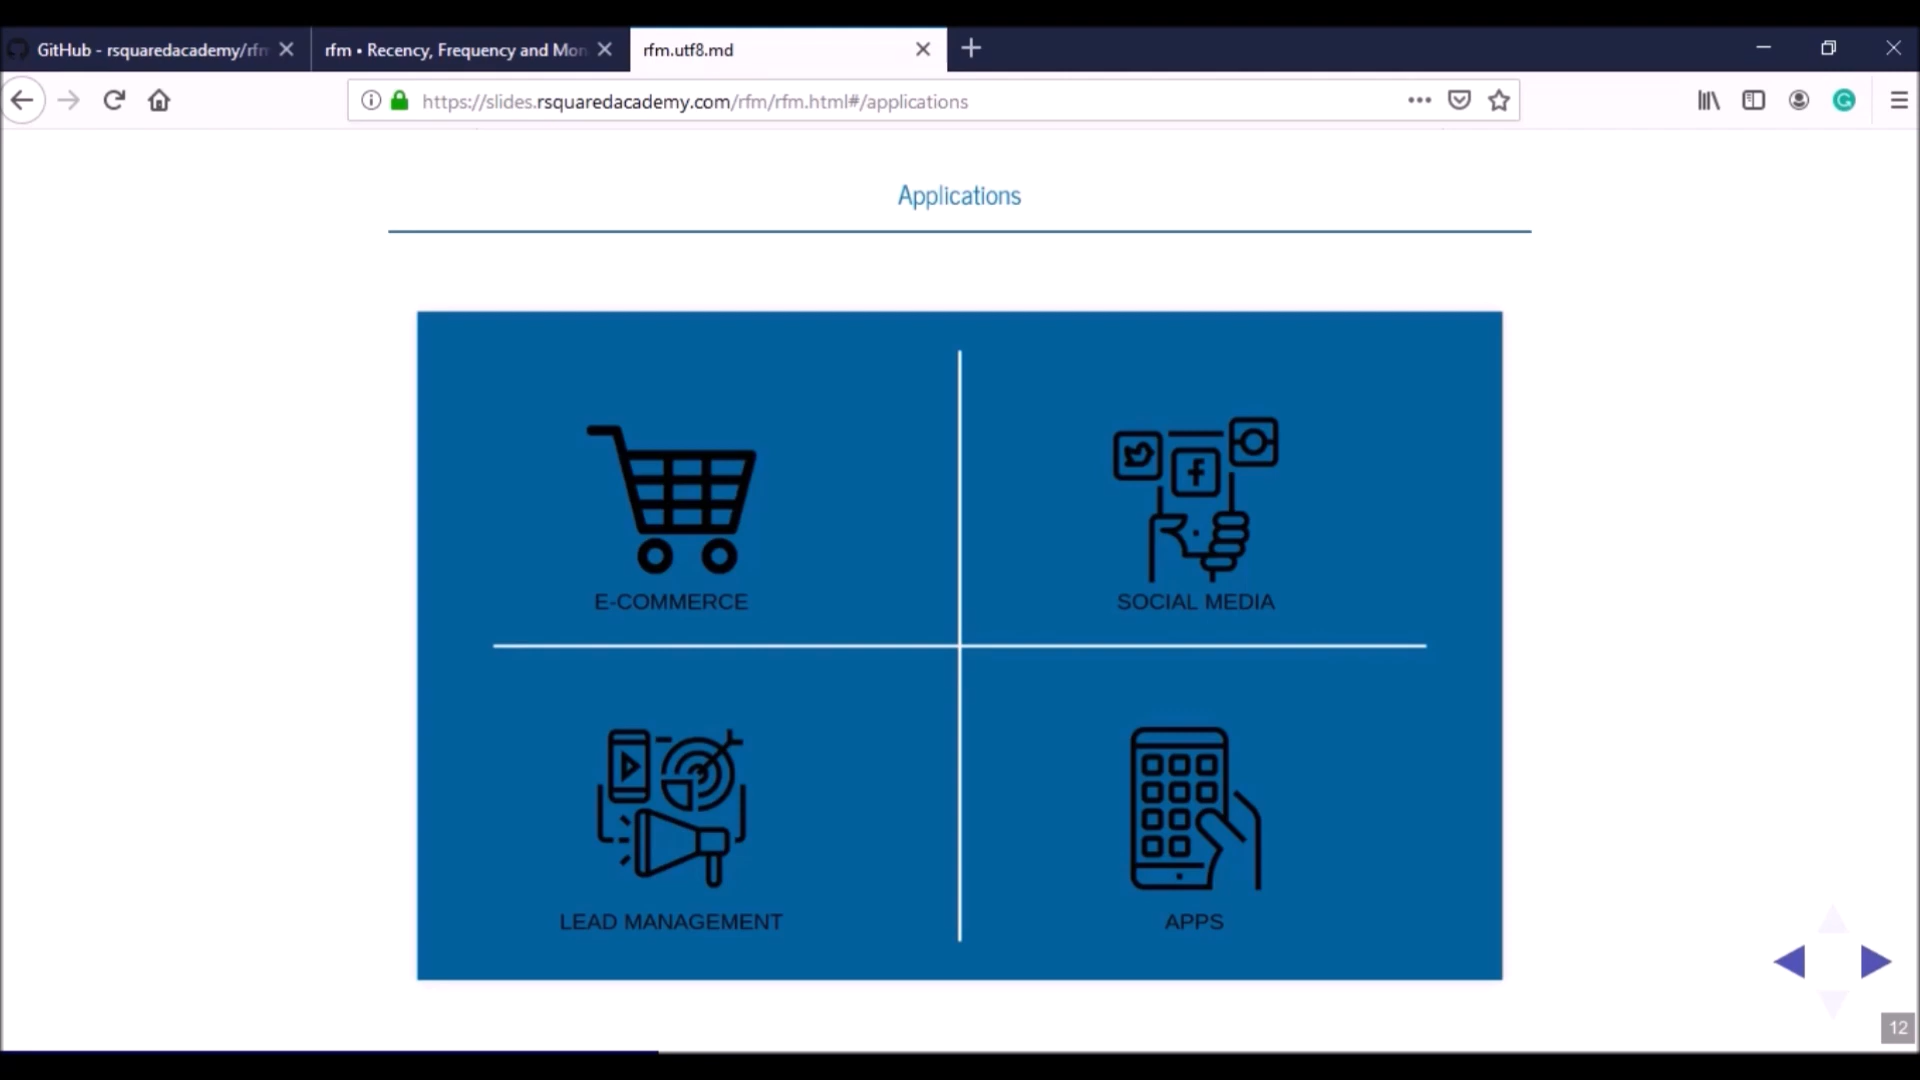 GitHub - rsquaredacademy/rfm
rfm • Recency, Frequency and Mon
rfm.utf8.md
https://slides.rsquaredacademy.com/rfm/rfm.html#/applications
Applications
E-COMMERCE
SOCIAL MEDIA
LEAD MANAGEMENT
APPS
12